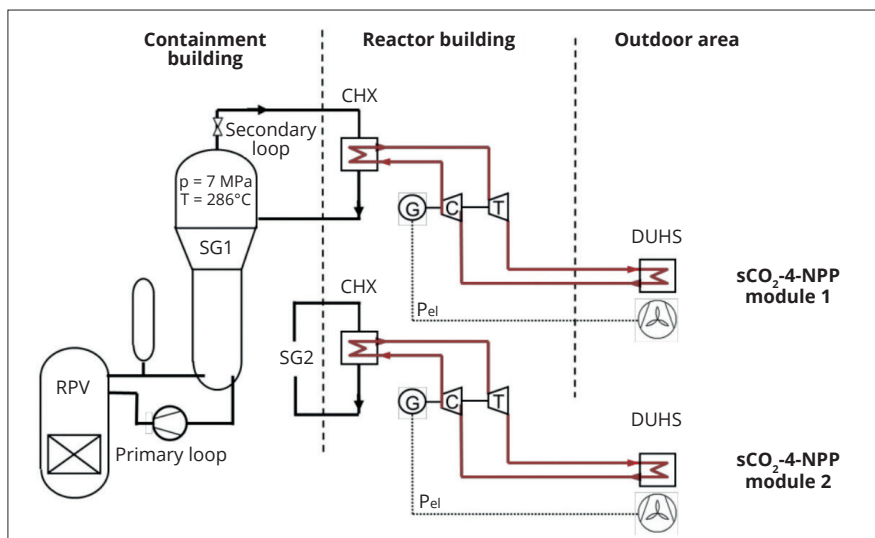 Containment
building
Reactor building
Outdoor area
CHX
Secondary
loop
p = 7 MPa
T = 286°C
SG1
G
C
T
DUHS
sCO₂-4-NPP
module 1
Pel
CHX
SG2
RPV
Primary loop
G
C
T
DUHS
sCO₂-4-NPP
module 2
Pel